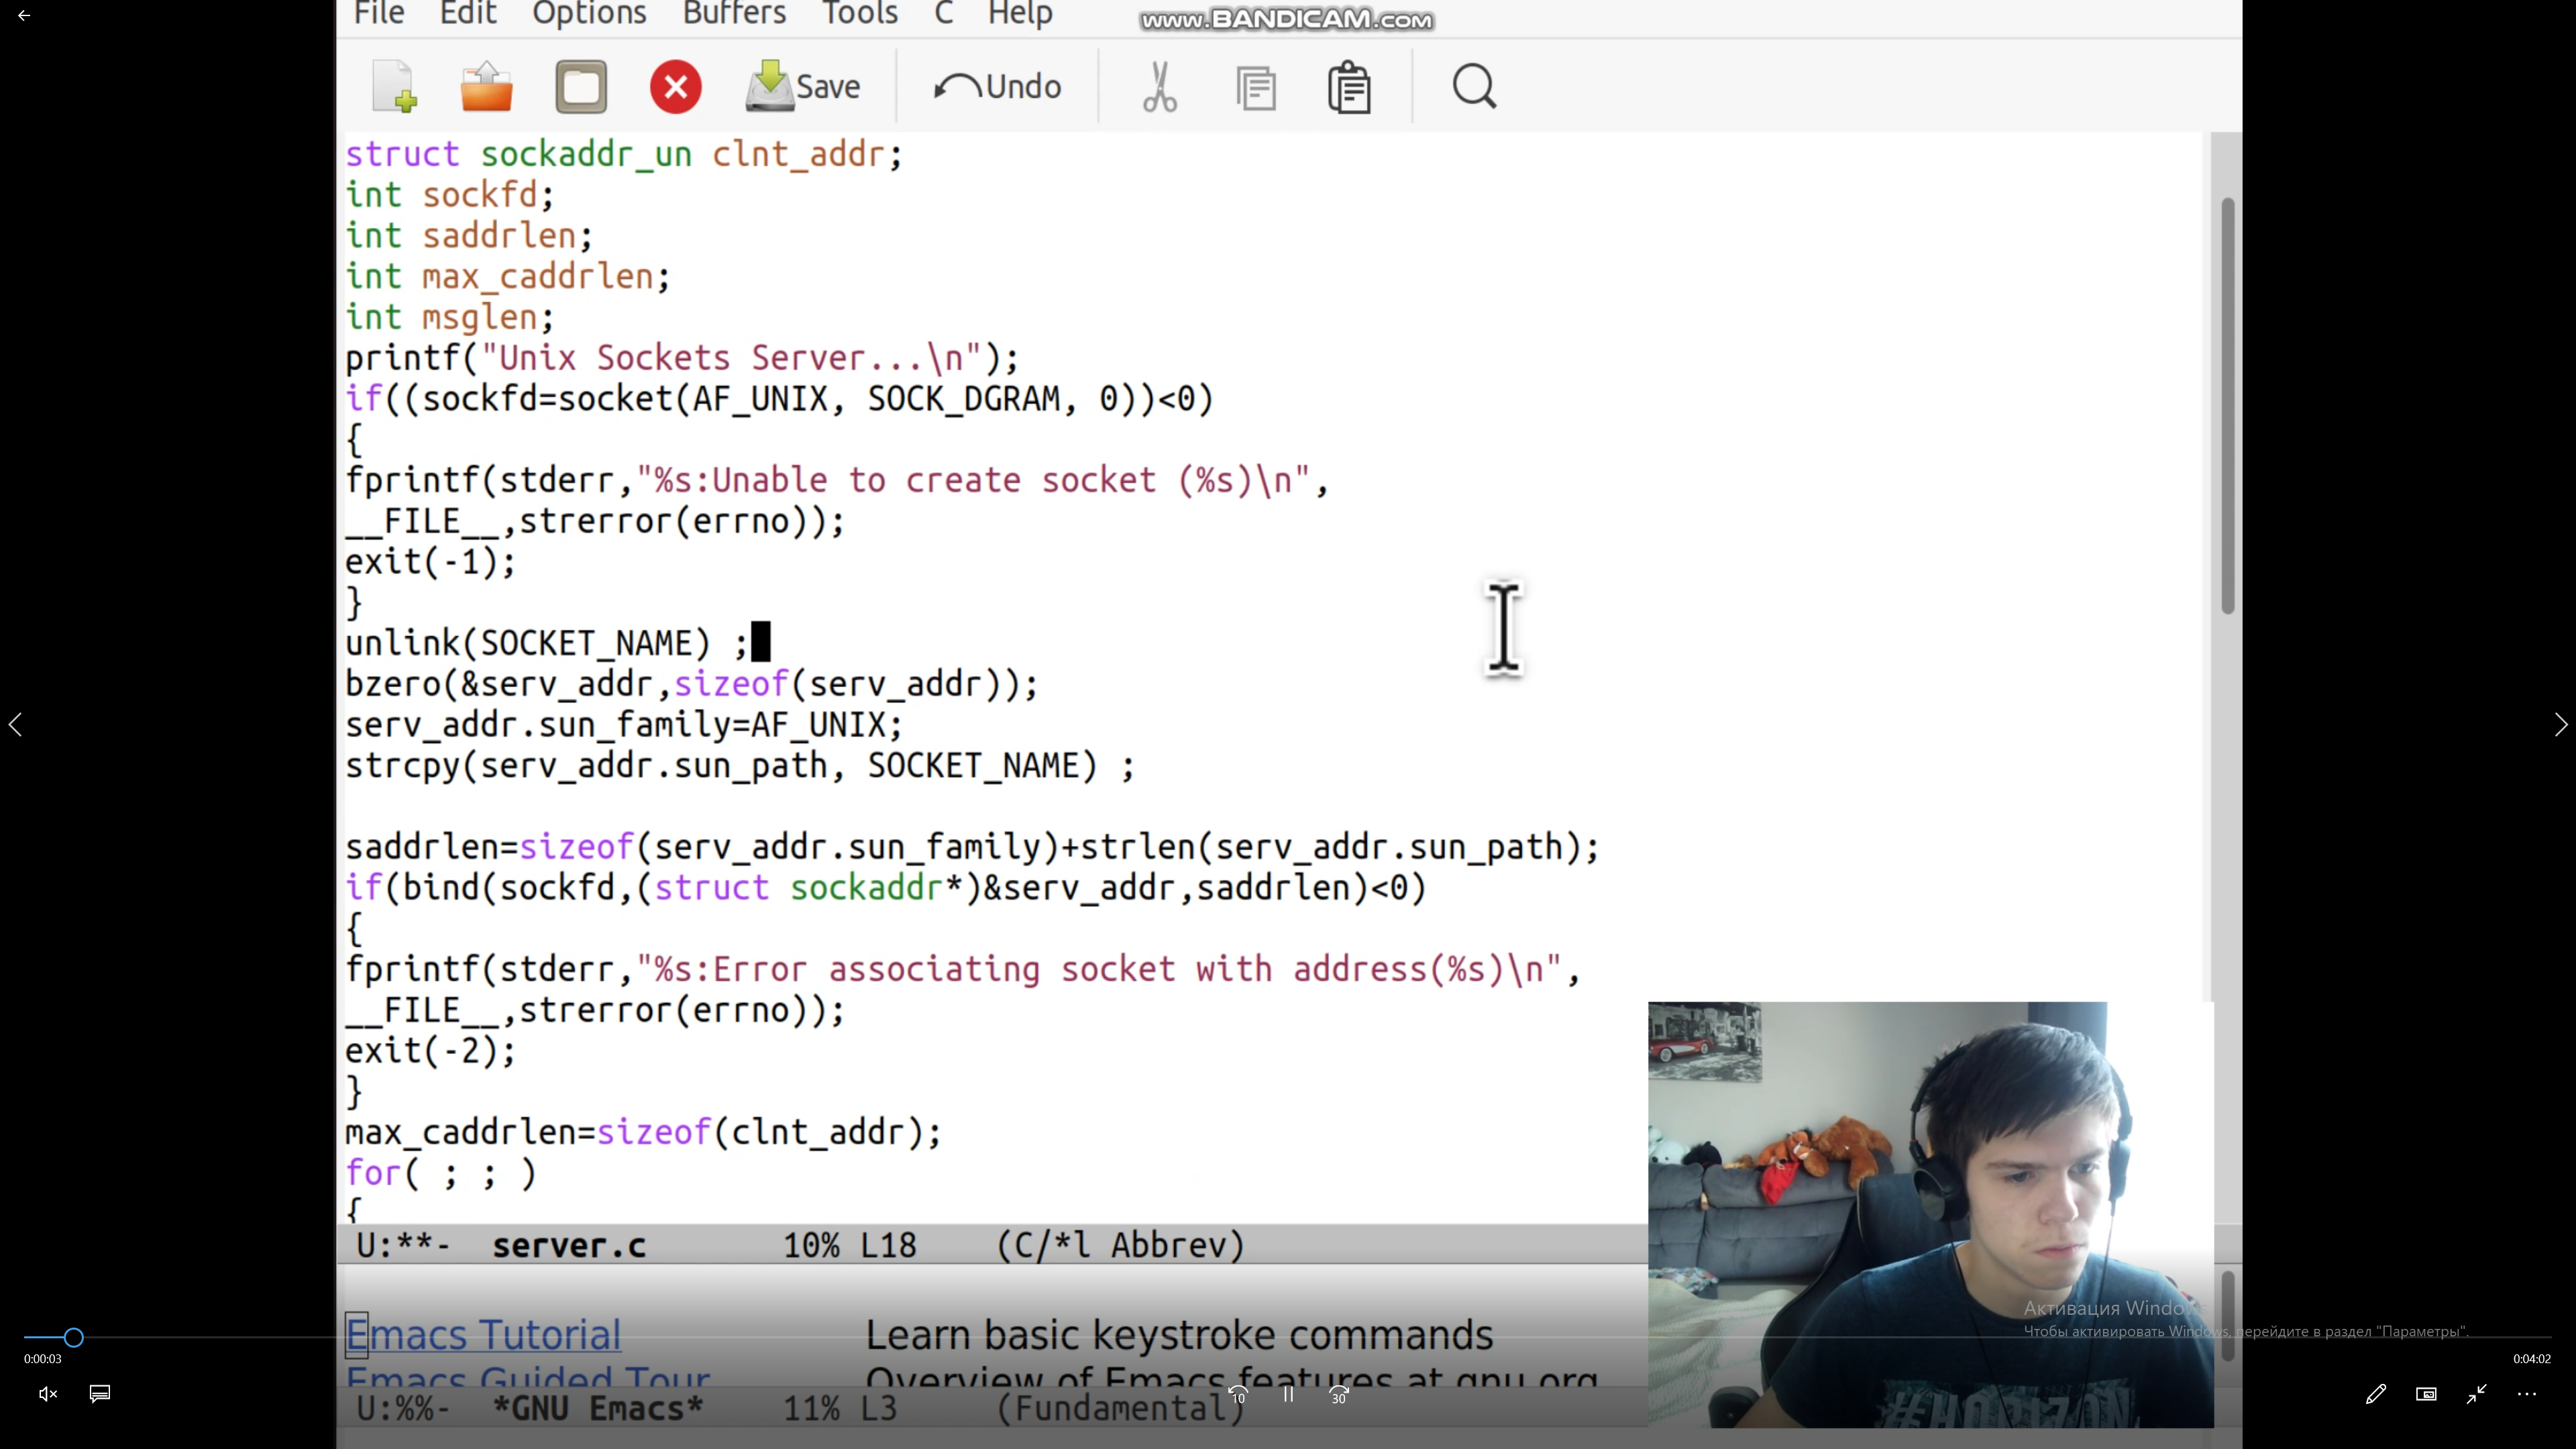 File Edit Options Buffers Tools C Help
www.BANDICAM.com
Save Undo
struct sockaddr_un clnt_addr;
int sockfd;
int saddrlen;
int max_caddrlen;
int msglen;
printf("Unix Sockets Server...\n");
if((sockfd=socket(AF_UNIX, SOCK_DGRAM, 0))<0)
{
fprintf(stderr,"%s:Unable to create socket (%s)\n",
__FILE__,strerror(errno));
exit(-1);
}
unlink(SOCKET_NAME) ;
bzero(&serv_addr,sizeof(serv_addr));
serv_addr.sun_family=AF_UNIX;
strcpy(serv_addr.sun_path, SOCKET_NAME) ;
saddrlen=sizeof(serv_addr.sun_family)+strlen(serv_addr.sun_path);
if(bind(sockfd,(struct sockaddr*)&serv_addr,saddrlen)<0)
{
fprintf(stderr,"%s:Error associating socket with address(%s)\n",
__FILE__,strerror(errno));
exit(-2);
}
max_caddrlen=sizeof(clnt_addr);
for( ; ; )
{
U:**- server.c 10% L18 (C/*l Abbrev)
Emacs Tutorial Learn basic keystroke commands
Emacs Guided Tour Overview of Emacs features at gnu.org
U:%%- *GNU Emacs* 11% L3 (Fundamental)
#HORIZON
Активация Windows
Чтобы активировать Windows, перейдите в раздел "Параметры".
0:00:03
0:04:02
10
30